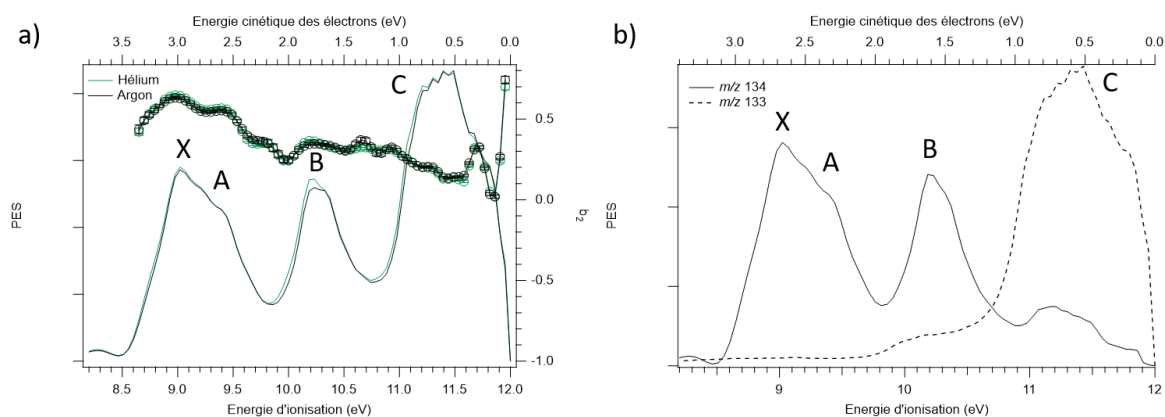 a)
Energie cinétique des électrons (eV)
3.5 3.0 2.5 2.0 1.5 1.0 0.5 0.0
Hélium
Argon
X
A
B
C
PES
0.5
0.0
-0.5
-1.0
b₂
8.5 9.0 9.5 10.0 10.5 11.0 11.5 12.0
Energie d'ionisation (eV)
b)
Energie cinétique des électrons (eV)
3.0 2.5 2.0 1.5 1.0 0.5 0.0
m/z 134
m/z 133
X
A
B
C
PES
9 10 11 12
Energie d'ionisation (eV)